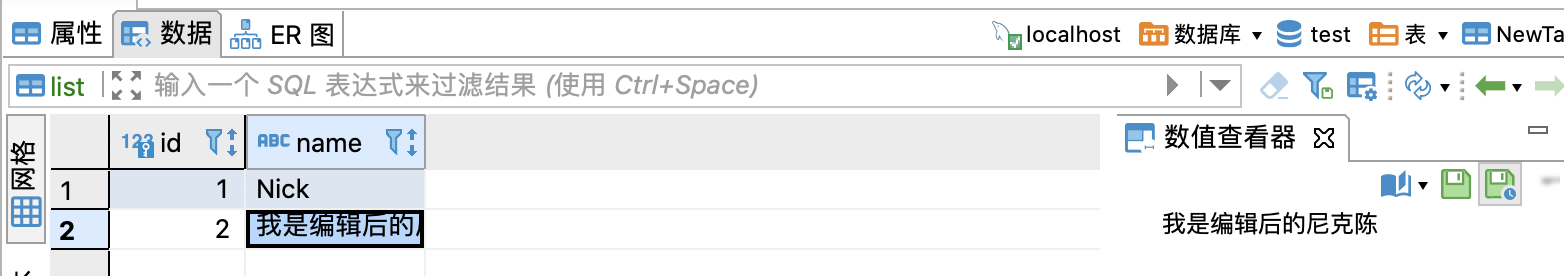 属性 数据 ER 图 localhost 数据库 test 表 NewTa
list 输入一个 SQL 表达式来过滤结果 (使用 Ctrl+Space)
网格
123 id ABC name
1 1 Nick
2 2 我是编辑后的
数值查看器
我是编辑后的尼克陈